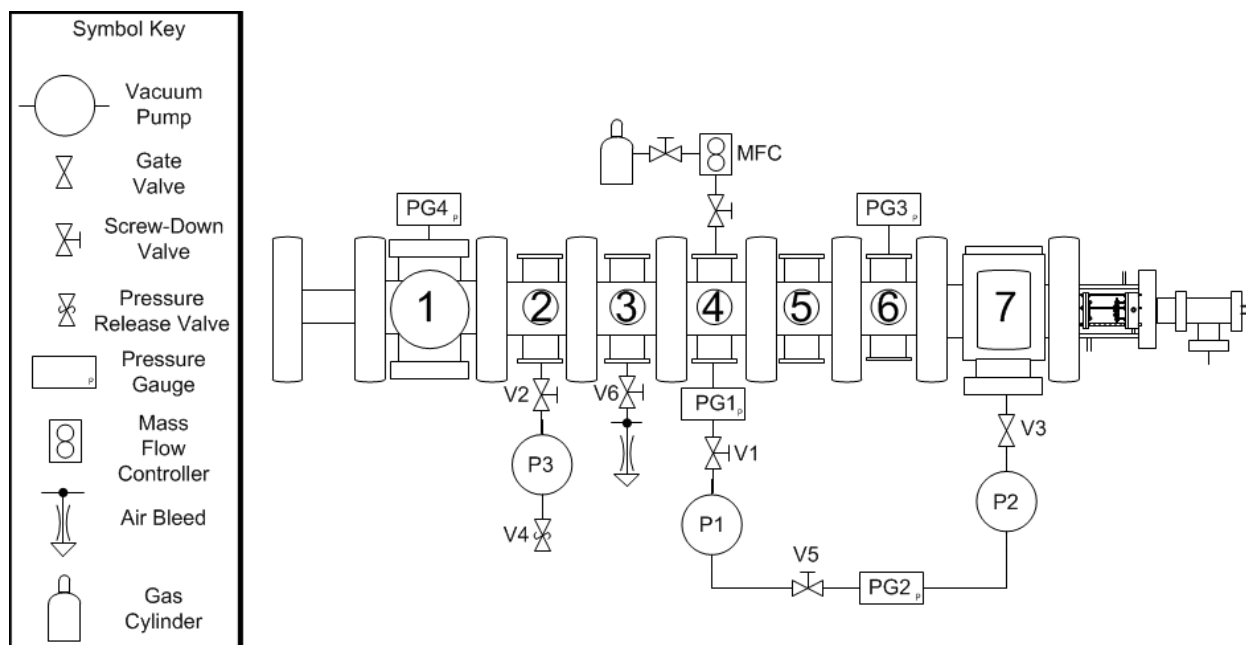 Symbol Key
Vacuum
Pump
Gate
Valve
Screw-Down
Valve
Pressure
Release Valve
Pressure
Gauge
p
Mass
Flow
Controller
Air Bleed
Gas
Cylinder
MFC
PG4 p
PG3 p
1
2
3
4
5
6
7
V2
V6
PG1 p
V3
V1
P3
P2
P1
V4
V5
PG2 p